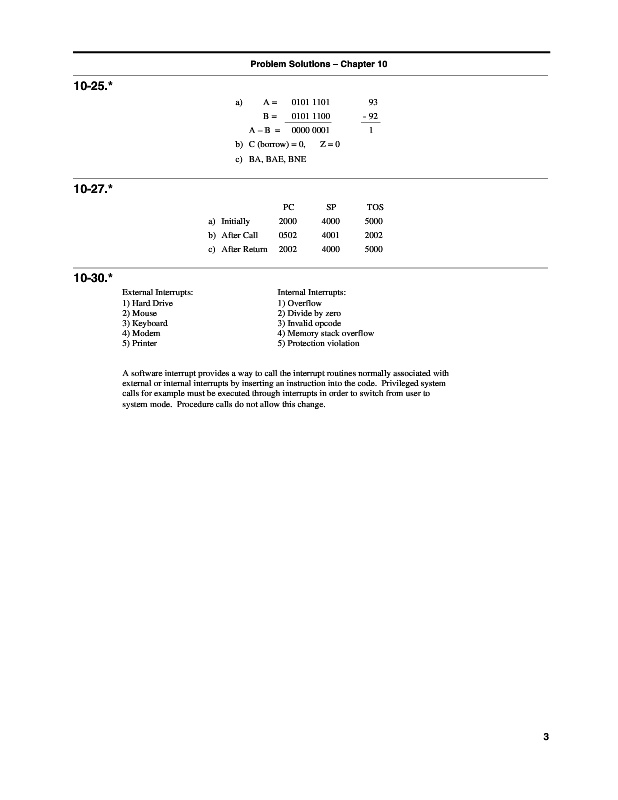 Problem Solutions – Chapter 10
10-25.*
a) A = 0101 1101 93
B = 0101 1100 - 92
A – B = 0000 0001 1
b) C (borrow) = 0, Z = 0
c) BA, BAE, BNE
10-27.*
PC SP TOS
a) Initially 2000 4000 5000
b) After Call 0502 4001 2002
c) After Return 2002 4000 5000
10-30.*
External Interrupts: Internal Interrupts:
1) Hard Drive 1) Overflow
2) Mouse 2) Divide by zero
3) Keyboard 3) Invalid opcode
4) Modem 4) Memory stack overflow
5) Printer 5) Protection violation
A software interrupt provides a way to call the interrupt routines normally associated with
external or internal interrupts by inserting an instruction into the code. Privileged system
calls for example must be executed through interrupts in order to switch from user to
system mode. Procedure calls do not allow this change.
3